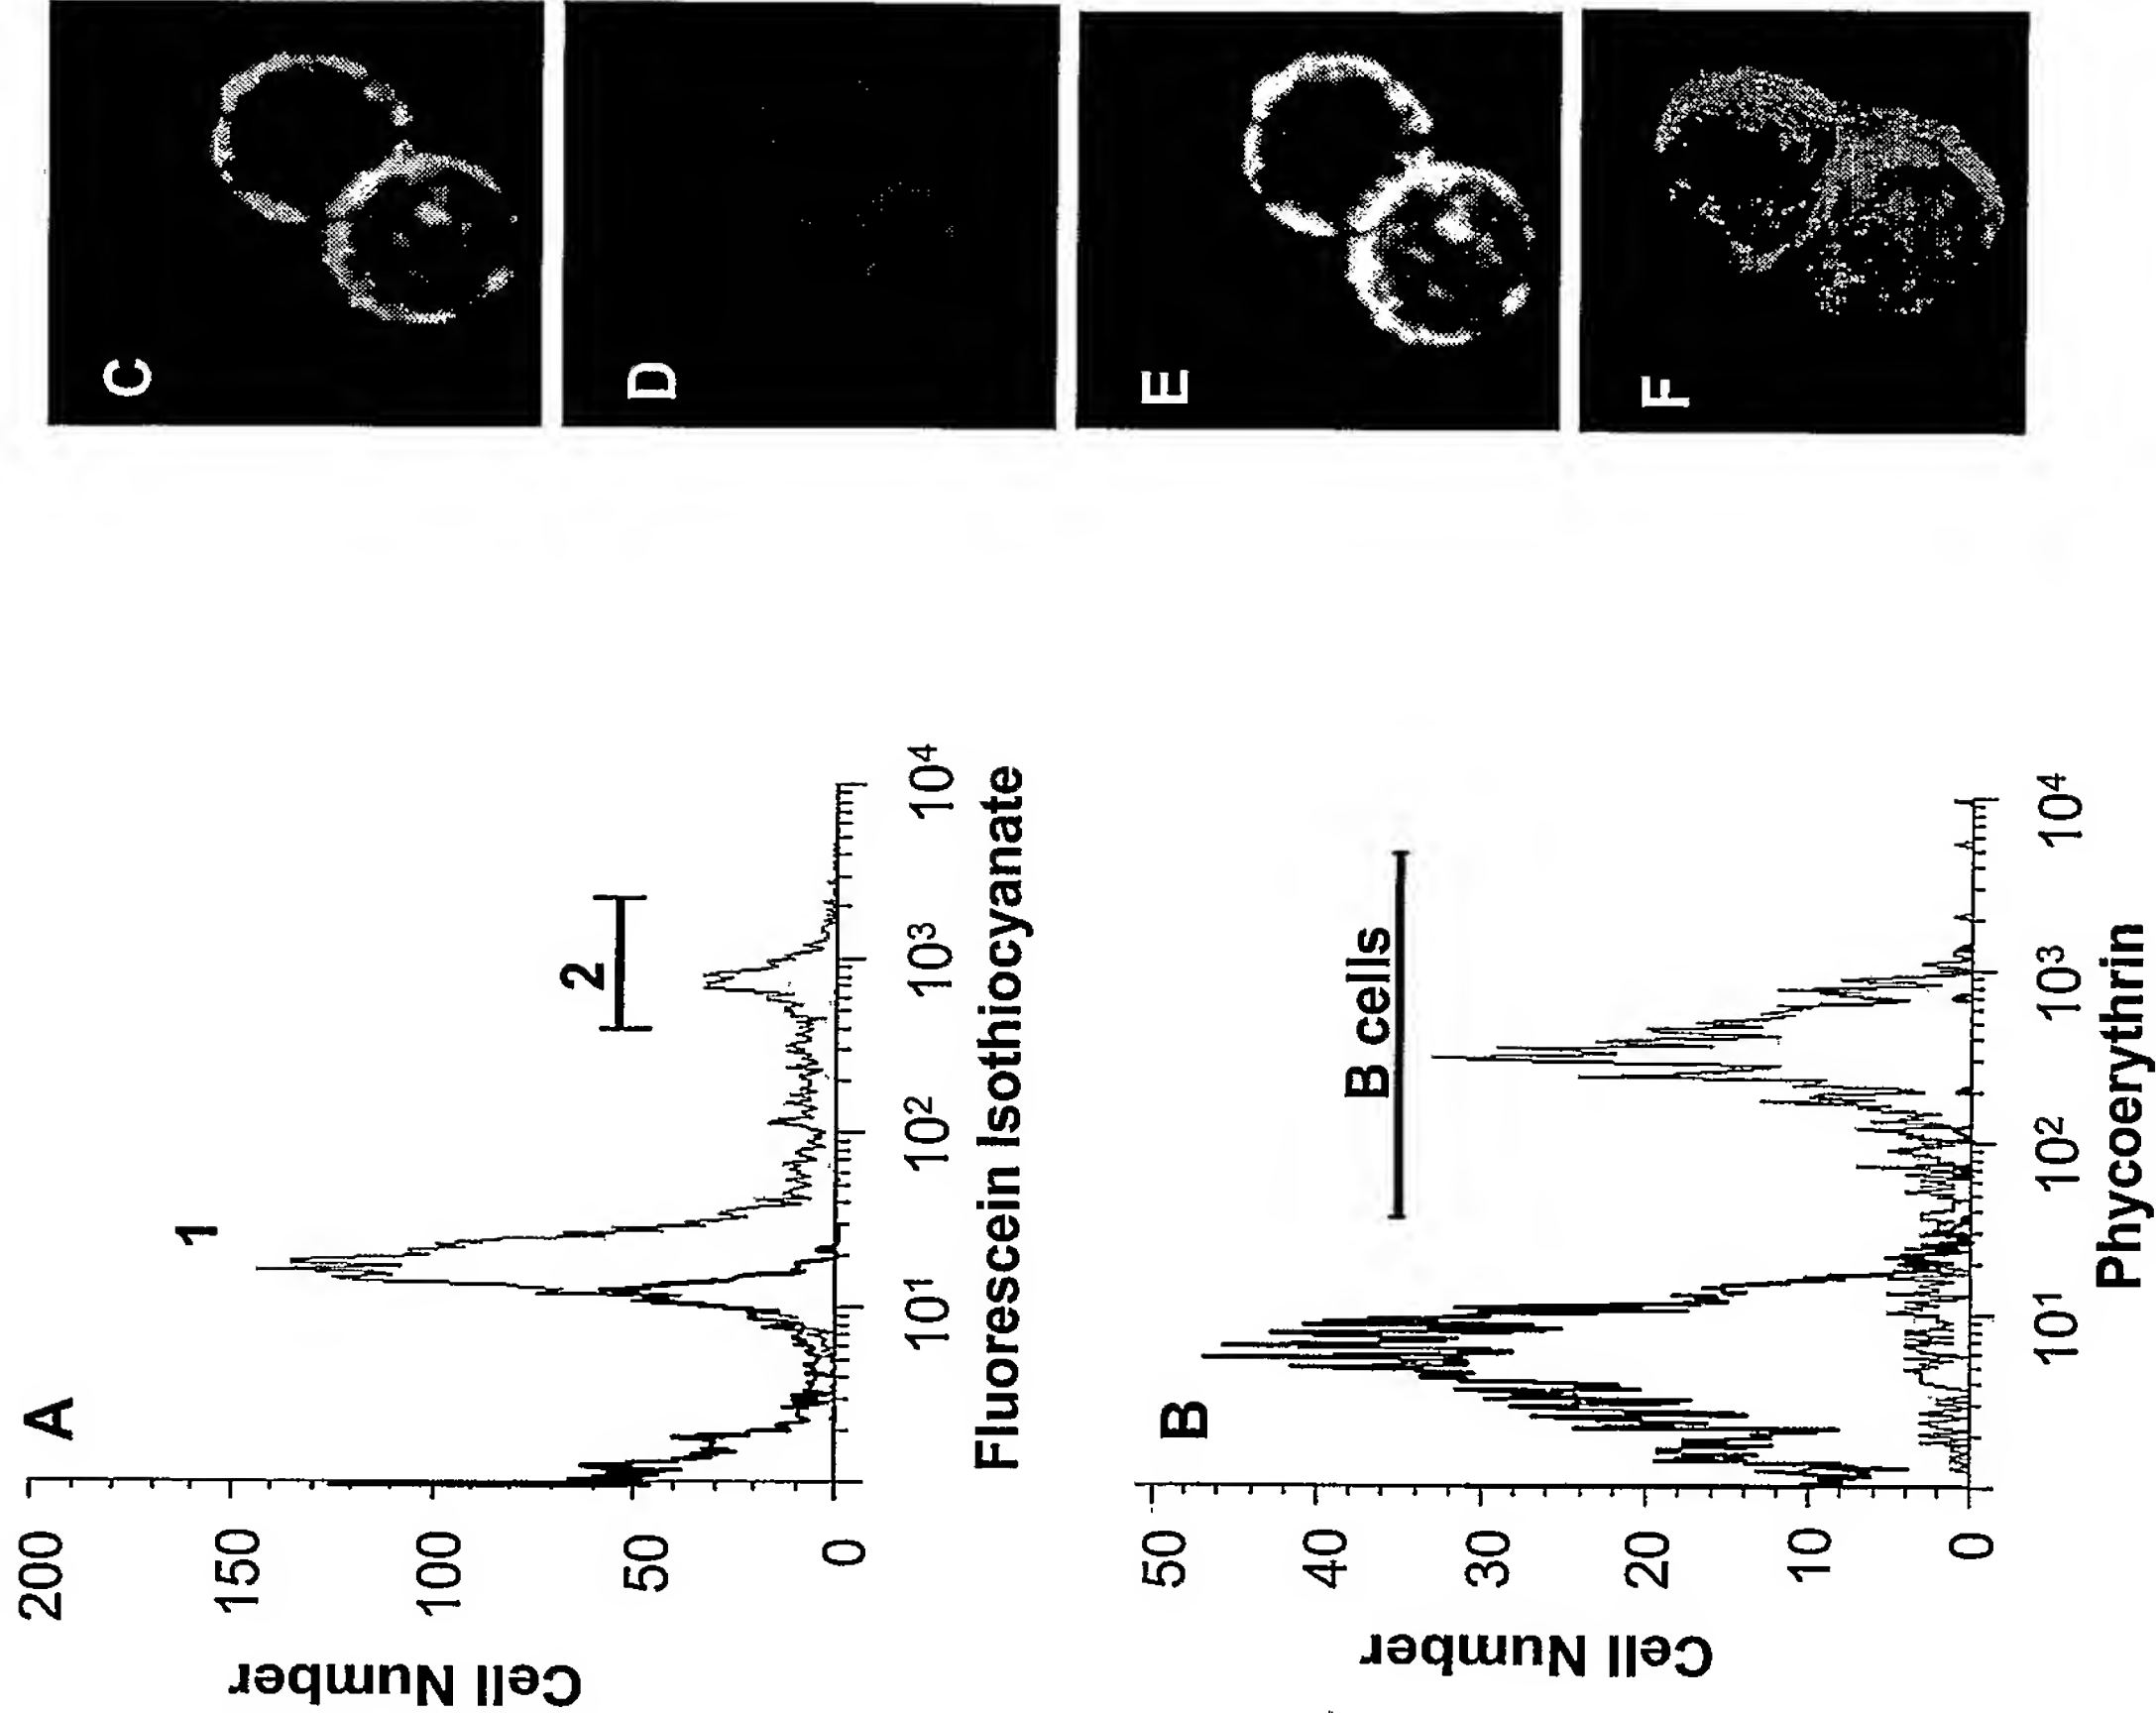 A
Cell Number
200
150
100
50
0
1
2
10¹ 10² 10³ 10⁴
Fluorescein Isothiocyanate
B
Cell Number
50
40
30
20
10
0
B cells
10¹ 10² 10³ 10⁴
Phycoerythrin
C
D
E
F